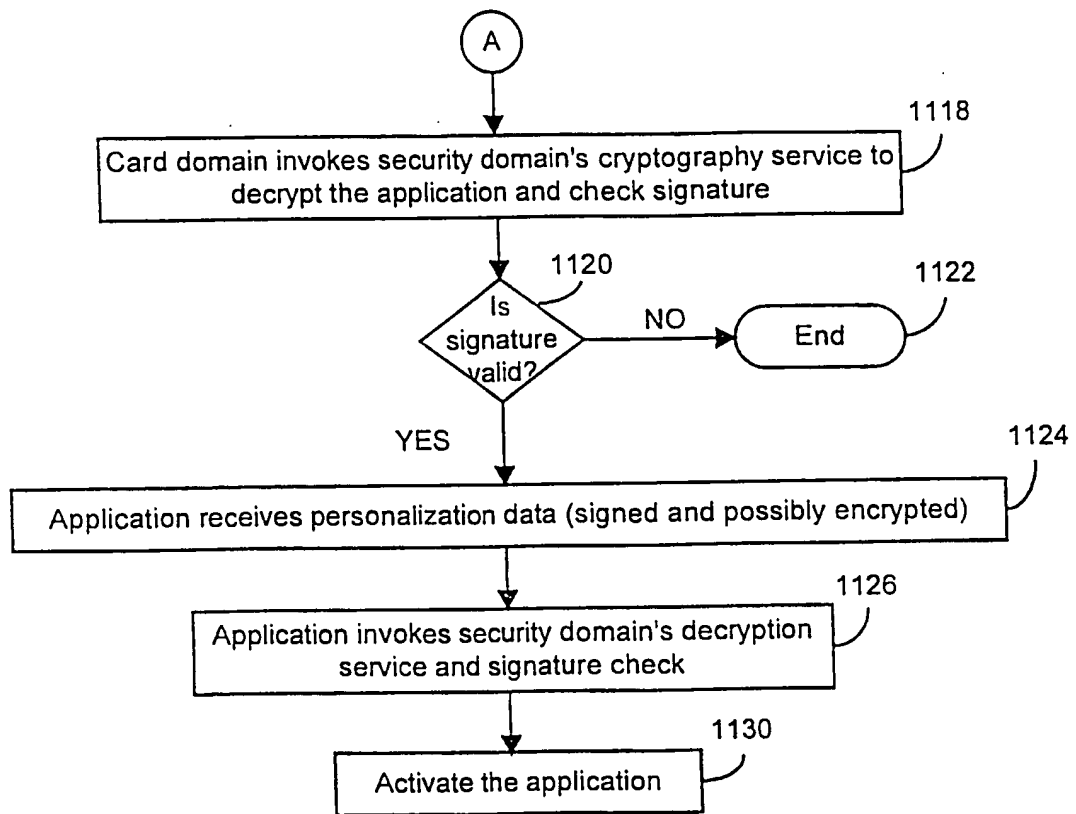 A
1118
Card domain invokes security domain's cryptography service to
decrypt the application and check signature
1120
Is
signature
valid?
NO
1122
End
YES
1124
Application receives personalization data (signed and possibly encrypted)
1126
Application invokes security domain's decryption
service and signature check
1130
Activate the application